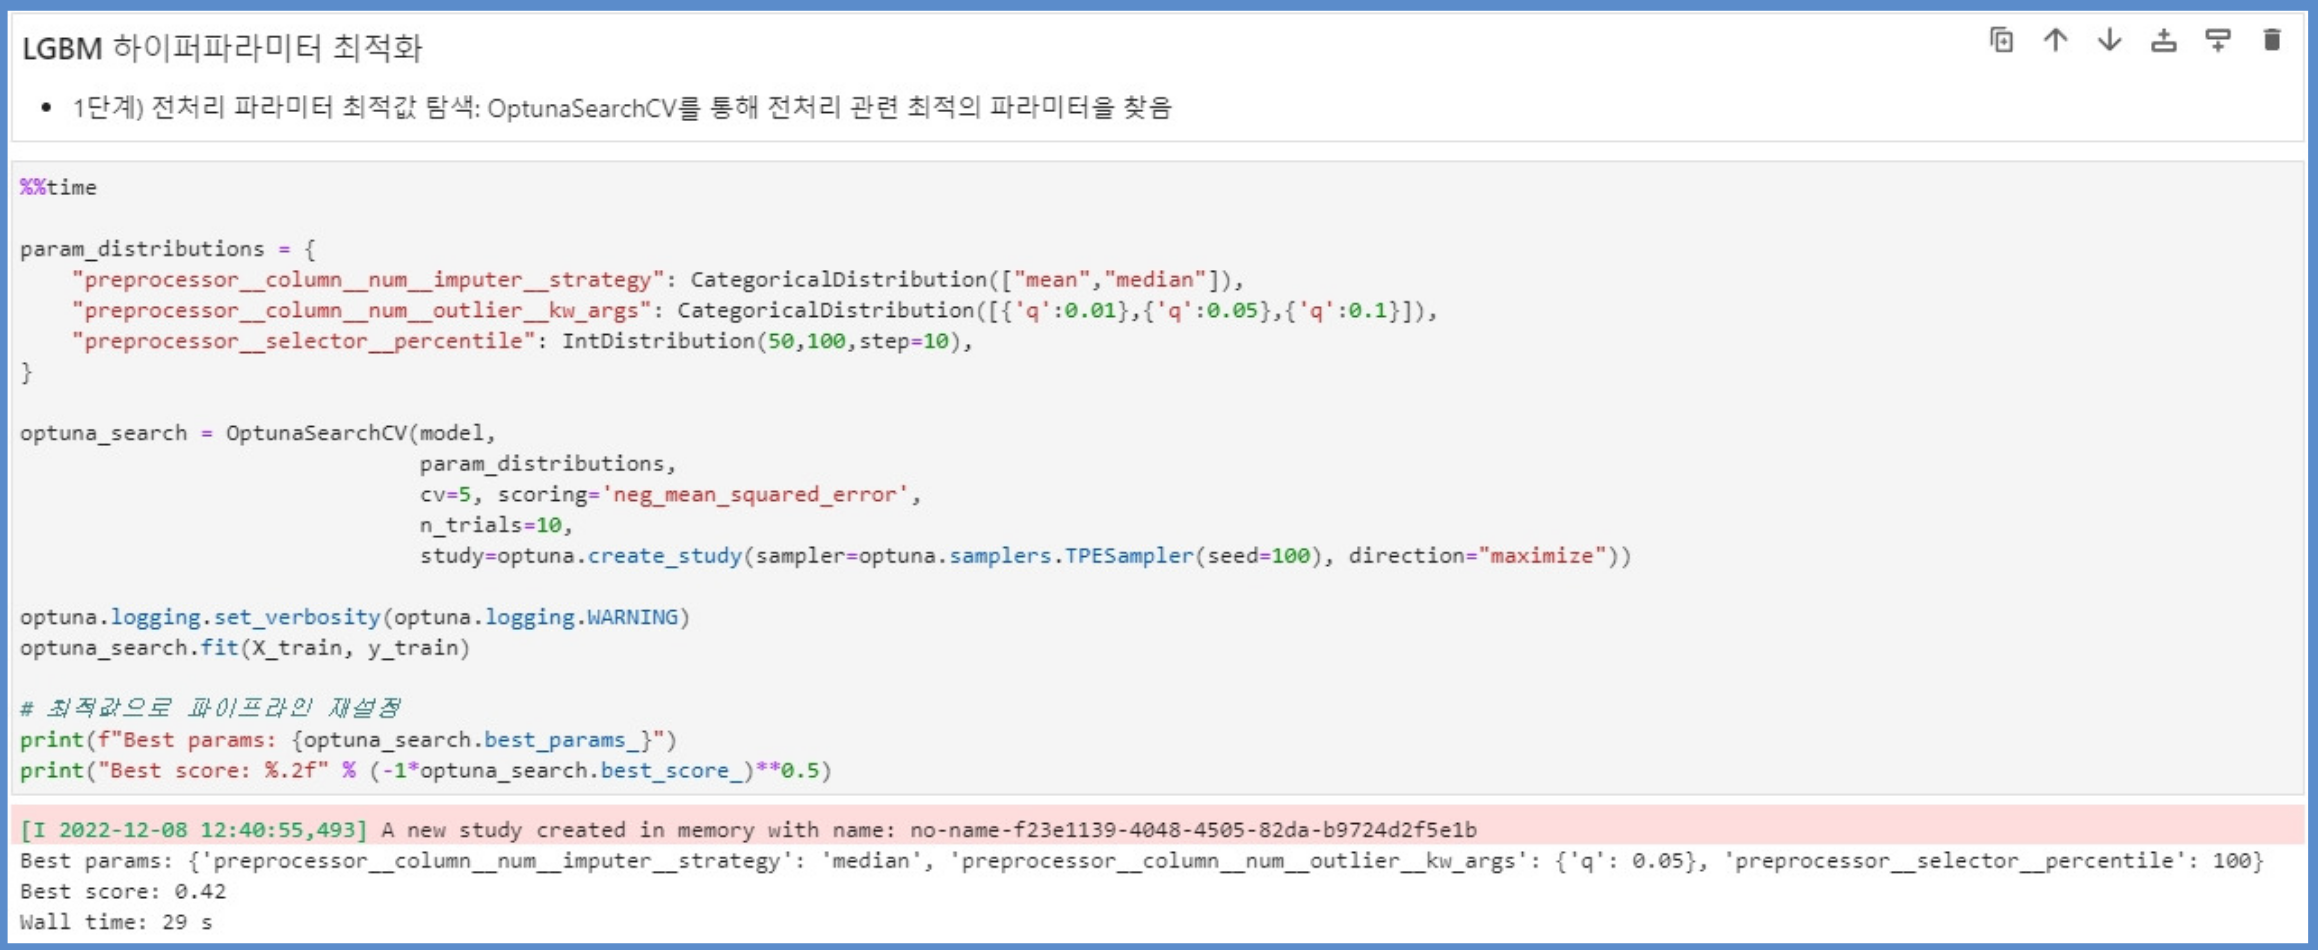 LGBM 하이퍼파라미터 최적화
• 1단계) 전처리 파라미터 최적값 탐색: OptunaSearchCV를 통해 전처리 관련 최적의 파라미터을 찾음
%%time
param_distributions = {
    "preprocessor__column__num__imputer__strategy": CategoricalDistribution(["mean","median"]),
    "preprocessor__column__num__outlier__kw_args": CategoricalDistribution([{'q':0.01},{'q':0.05},{'q':0.1}]),
    "preprocessor__selector__percentile": IntDistribution(50,100,step=10),
}
optuna_search = OptunaSearchCV(model,
                               param_distributions,
                               cv=5, scoring='neg_mean_squared_error',
                               n_trials=10,
                               study=optuna.create_study(sampler=optuna.samplers.TPESampler(seed=100), direction="maximize"))
optuna.logging.set_verbosity(optuna.logging.WARNING)
optuna_search.fit(X_train, y_train)
# 최적값으로 파이프라인 재설정
print(f"Best params: {optuna_search.best_params_}")
print("Best score: %.2f" % (-1*optuna_search.best_score_)**0.5)
[I 2022-12-08 12:40:55,493] A new study created in memory with name: no-name-f23e1139-4048-4505-82da-b9724d2f5e1b
Best params: {'preprocessor__column__num__imputer__strategy': 'median', 'preprocessor__column__num__outlier__kw_args': {'q': 0.05}, 'preprocessor__selector__percentile': 100}
Best score: 0.42
Wall time: 29 s